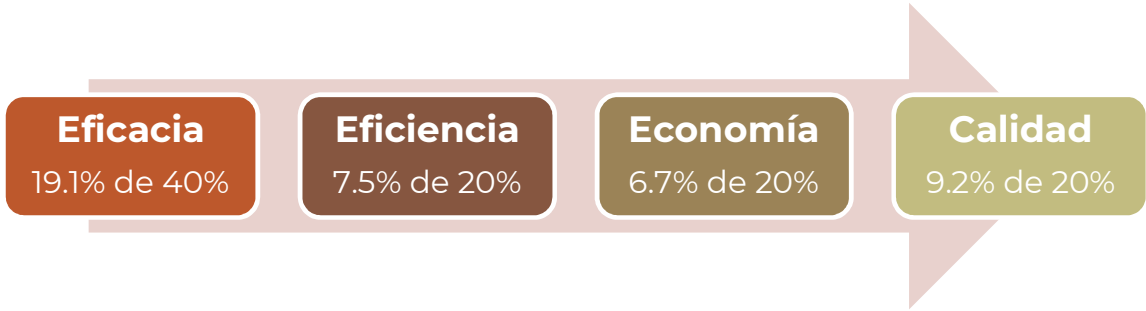 Eficacia
19.1% de 40%
Eficiencia
7.5% de 20%
Economía
6.7% de 20%
Calidad
9.2% de 20%